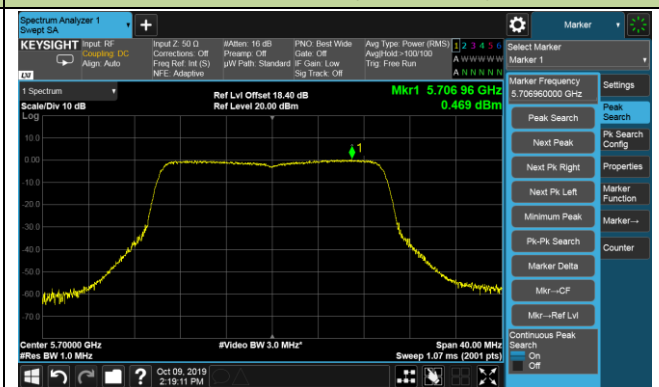 Spectrum Analyzer 1
Swept SA
+
Marker
KEYSIGHT Input: RF
Coupling: DC
Align: Auto
Input Z: 50 Ω
Corrections: Off
Freq Ref: Int (S)
NFE: Adaptive
#Atten: 16 dB
Preamp: Off
µW Path: Standard
PNO: Best Wide
Gate: Off
IF Gain: Low
Sig Track: Off
Avg Type: Power (RMS)
Avg|Hold:>100/100
Trig: Free Run
1 2 3 4 5 6
A W W W W W
A N N N N N
Select Marker
Marker 1
LXI
1 Spectrum
Scale/Div 10 dB
Log
Ref Lvl Offset 18.40 dB
Ref Level 20.00 dBm
Mkr1 5.706 96 GHz
0.469 dBm
10.0
0.00
-10.0
-20.0
-30.0
-40.0
-50.0
-60.0
-70.0
1
Center 5.70000 GHz
#Res BW 1.0 MHz
#Video BW 3.0 MHz*
Span 40.00 MHz
Sweep 1.07 ms (2001 pts)
Marker Frequency
5.706960000 GHz
Peak Search
Next Peak
Next Pk Right
Next Pk Left
Minimum Peak
Pk-Pk Search
Marker Delta
Mkr→CF
Mkr→Ref Lvl
Continuous Peak
Search
On
Off
Settings
Peak
Search
Pk Search
Config
Properties
Marker
Function
Marker→
Counter
?
Oct 09, 2019
2:19:11 PM